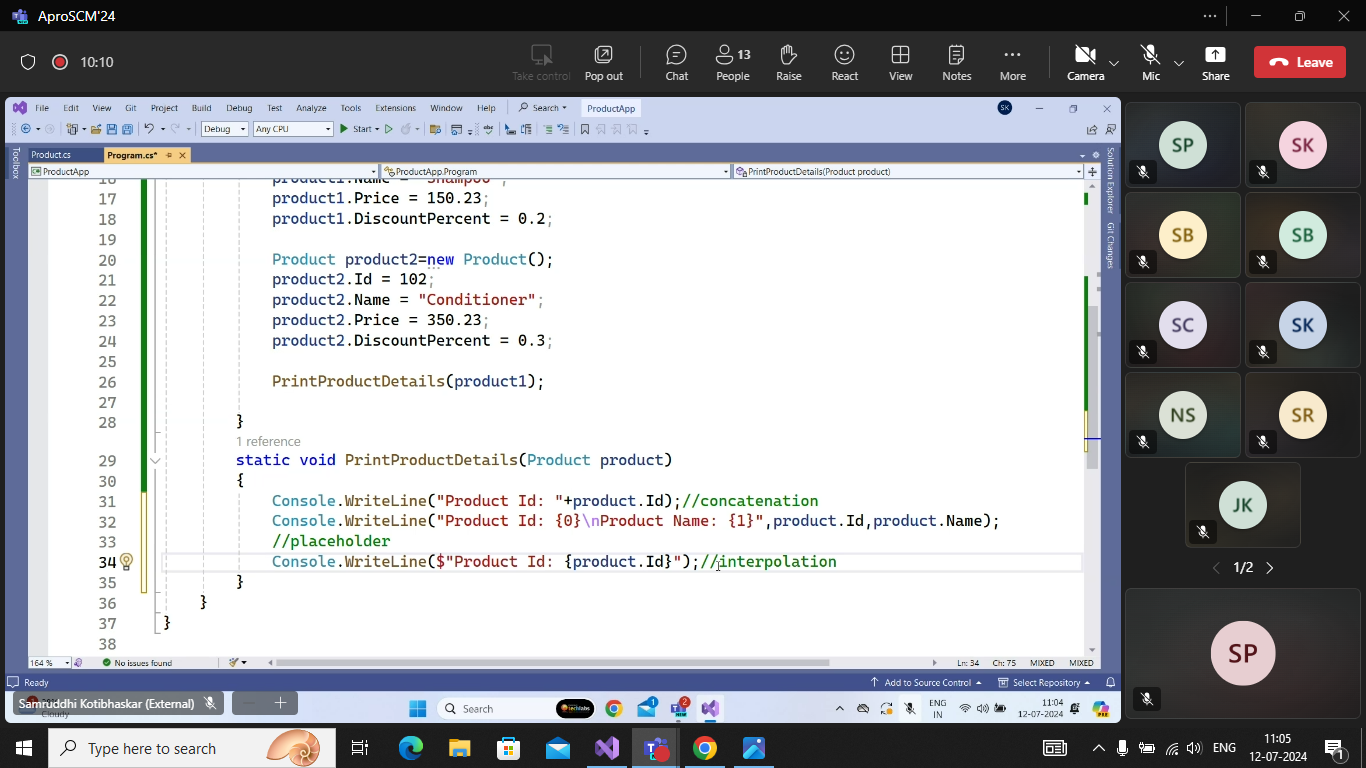 AproSCM'24
10:10
Take control
Pop out
Chat
13
People
Raise
React
View
Notes
More
Camera
Mic
Share
Leave
File Edit View Git Project Build Debug Test Analyze Tools Extensions Window Help Search ProductApp SK
Debug Any CPU Start
Toolbox
Product.cs Program.cs*
ProductApp ProductApp.Program PrintProductDetails(Product product)
Solution Explorer
Git Changes
16 product1.Name = "Shampoo";
17 product1.Price = 150.23;
18 product1.DiscountPercent = 0.2;
19
20 Product product2=new Product();
21 product2.Id = 102;
22 product2.Name = "Conditioner";
23 product2.Price = 350.23;
24 product2.DiscountPercent = 0.3;
25
26 PrintProductDetails(product1);
27
28 }
1 reference
29 static void PrintProductDetails(Product product)
30 {
31 Console.WriteLine("Product Id: "+product.Id);//concatenation
32 Console.WriteLine("Product Id: {0}\nProduct Name: {1}",product.Id,product.Name);
33 //placeholder
34 Console.WriteLine($"Product Id: {product.Id}");//interpolation
35 }
36 }
37 }
38
164 % No issues found Ln: 34 Ch: 75 MIXED MIXED
Ready Add to Source Control Select Repository
Samruddhi Kotibhaskar (External)
Cloudy
Search
1
2
ENG
IN
11:04
12-07-2024
SP
SK
SB
SB
SC
SK
NS
SR
JK
1/2
SP
Type here to search
ENG
11:05
12-07-2024
1